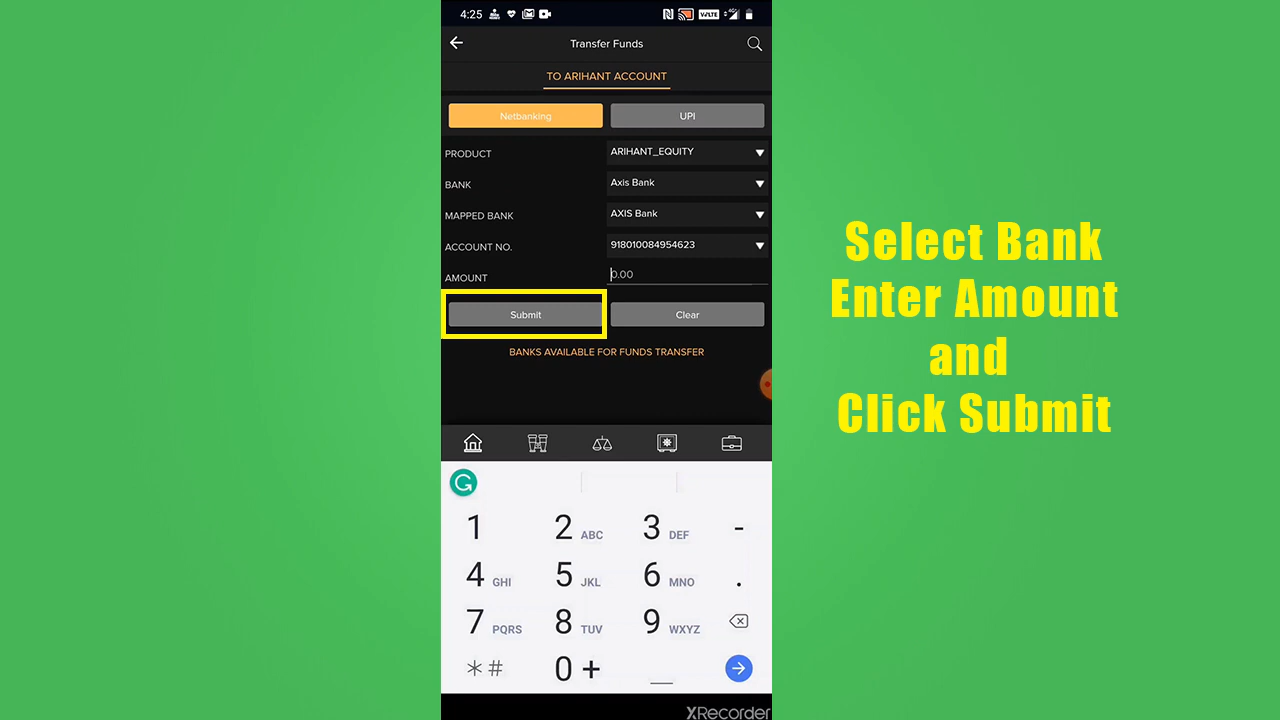 4:25
VoLTE
4G
Transfer Funds
TO ARIHANT ACCOUNT
Netbanking
UPI
PRODUCT
ARIHANT_EQUITY
BANK
Axis Bank
MAPPED BANK
AXIS Bank
ACCOUNT NO.
918010084954623
AMOUNT
0.00
Submit
Clear
BANKS AVAILABLE FOR FUNDS TRANSFER
1
2 ABC
3 DEF
-
4 GHI
5 JKL
6 MNO
.
7 PQRS
8 TUV
9 WXYZ
*#
0 +
XRecorder
Select Bank
Enter Amount
and
Click Submit